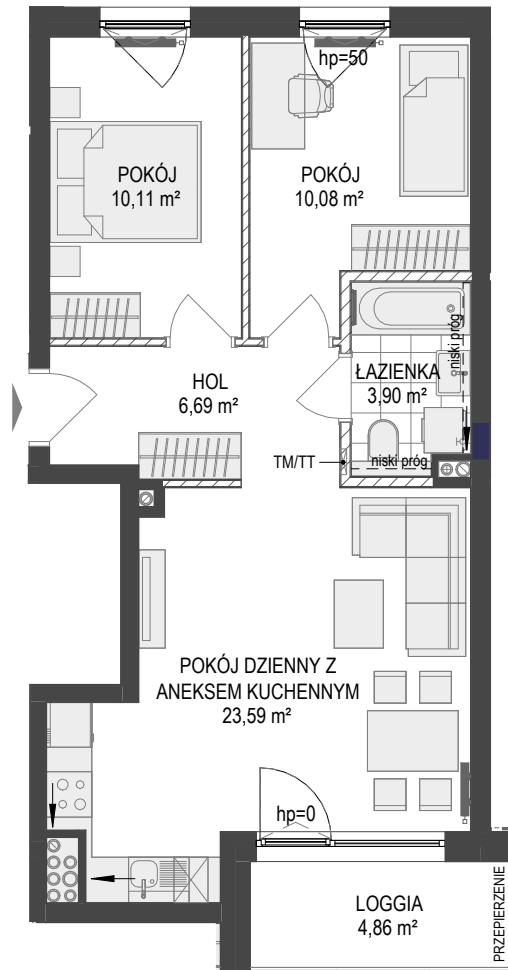 hp=50
POKÓJ
10,11 m²
POKÓJ
10,08 m²
niski próg
ŁAZIENKA
3,90 m²
HOL
6,69 m²
TM/TT
niski próg
POKÓJ DZIENNY Z
ANEKSEM KUCHENNYM
23,59 m²
hp=0
LOGGIA
4,86 m²
PRZEPIERZENIE